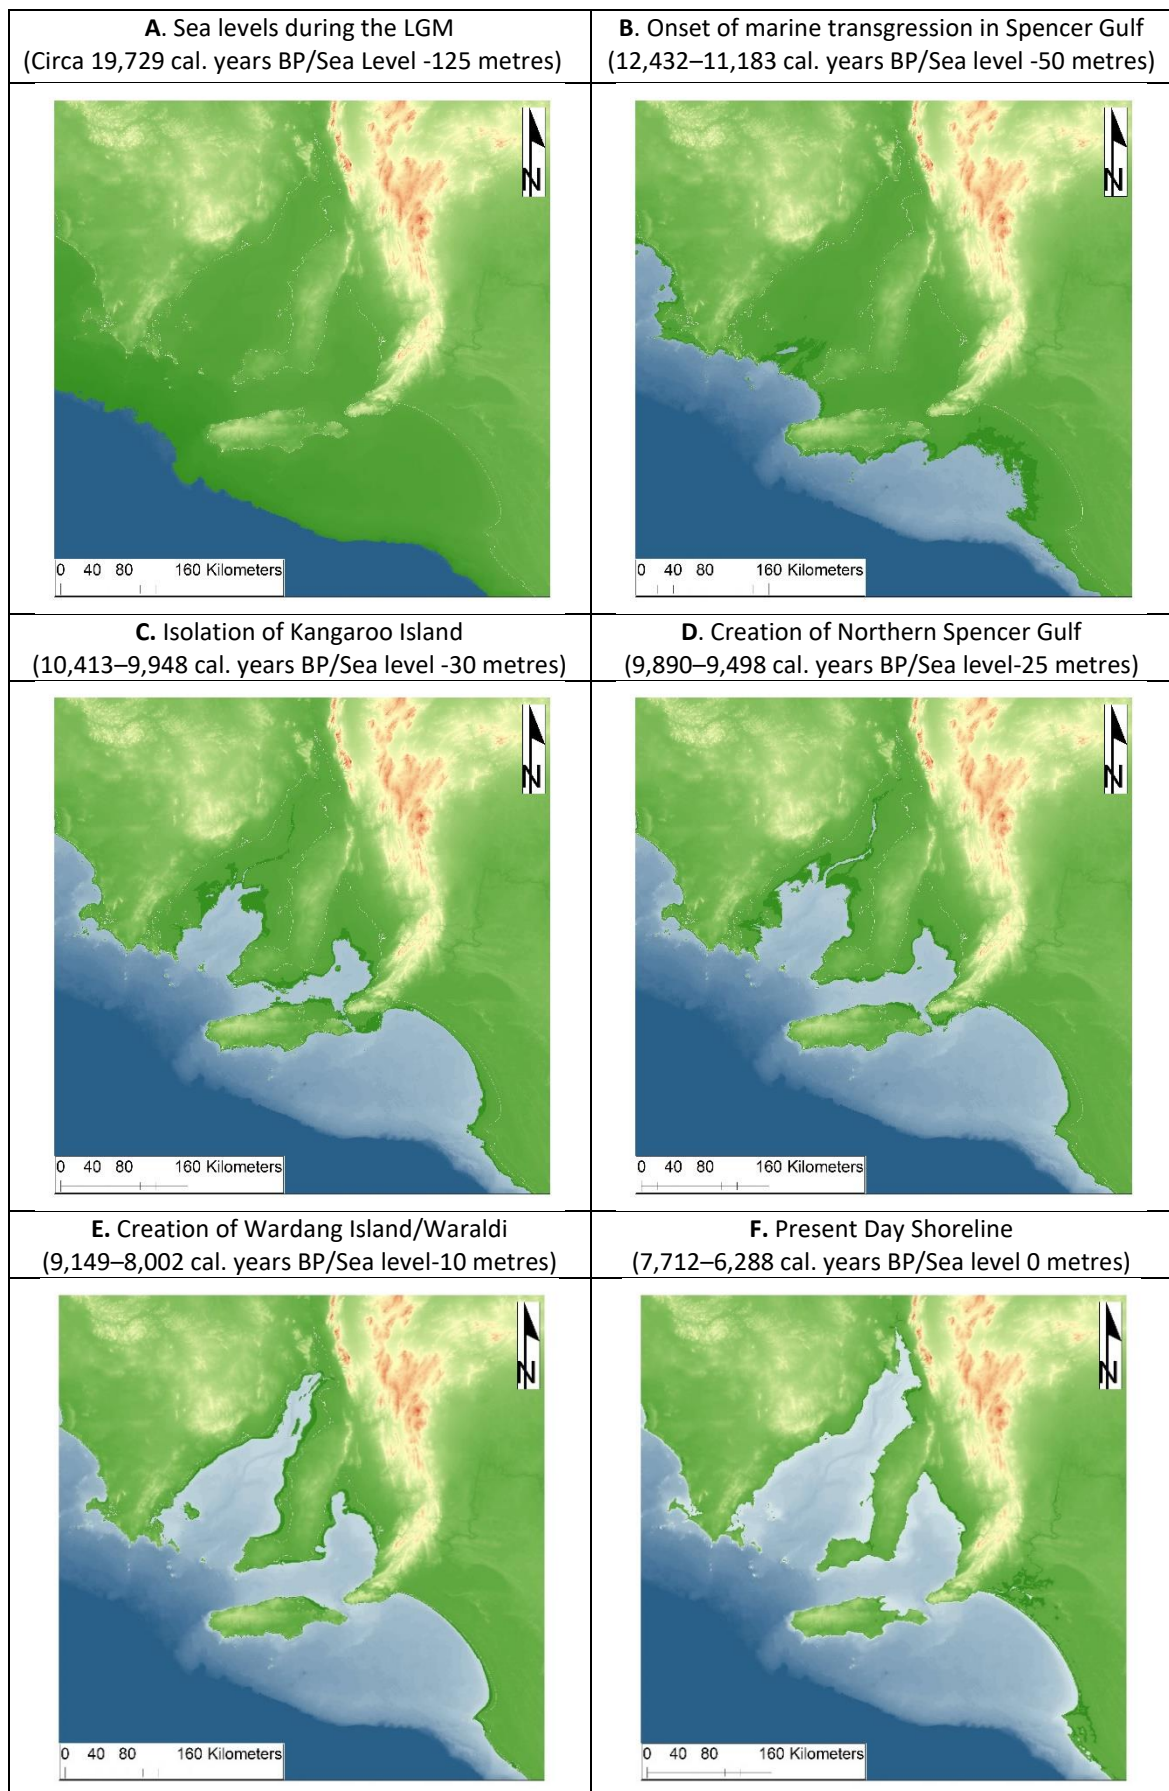 A. Sea levels during the LGM
(Circa 19,729 cal. years BP/Sea Level -125 metres)
B. Onset of marine transgression in Spencer Gulf
(12,432–11,183 cal. years BP/Sea level -50 metres)
N
0 40 80 160 Kilometers
N
0 40 80 160 Kilometers
C. Isolation of Kangaroo Island
(10,413–9,948 cal. years BP/Sea level -30 metres)
D. Creation of Northern Spencer Gulf
(9,890–9,498 cal. years BP/Sea level-25 metres)
N
0 40 80 160 Kilometers
N
0 40 80 160 Kilometers
E. Creation of Wardang Island/Waraldi
(9,149–8,002 cal. years BP/Sea level-10 metres)
F. Present Day Shoreline
(7,712–6,288 cal. years BP/Sea level 0 metres)
N
0 40 80 160 Kilometers
N
0 40 80 160 Kilometers